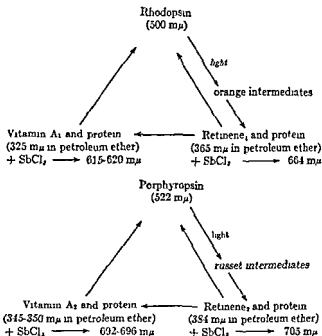 Rhodopsin
(500 mμ)
light
orange intermediates
Vitamin A₁ and protein
(325 mμ in petroleum ether)
+ SbCl₃ ⟶ 615-620 mμ
Retinene₁ and protein
(365 mμ in petroleum ether)
+ SbCl₃ ⟶ 664 mμ
Porphyropsin
(522 mμ)
light
russet intermediates
Vitamin A₂ and protein
(345-350 mμ in petroleum ether)
+ SbCl₃ ⟶ 692-696 mμ
Retinene₂ and protein
(384 mμ in petroleum ether)
+ SbCl₃ ⟶ 705 mμ